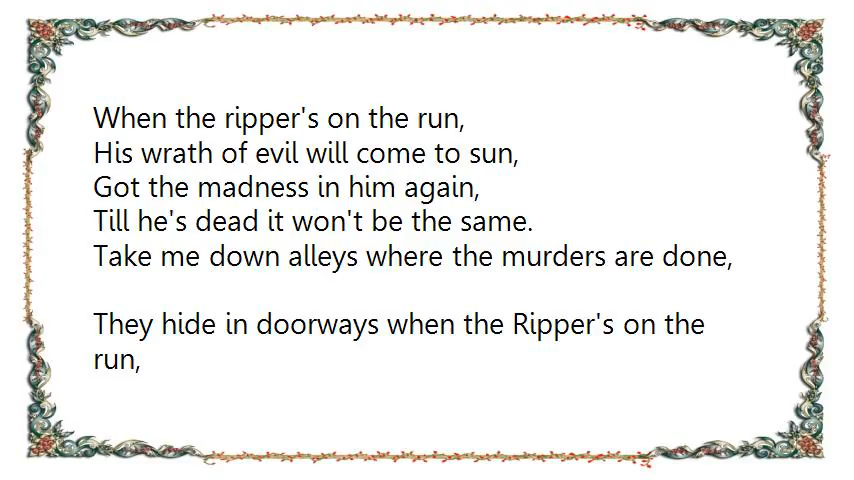 When the ripper's on the run,
His wrath of evil will come to sun,
Got the madness in him again,
Till he's dead it won't be the same.
Take me down alleys where the murders are done,
They hide in doorways when the Ripper's on the
run,